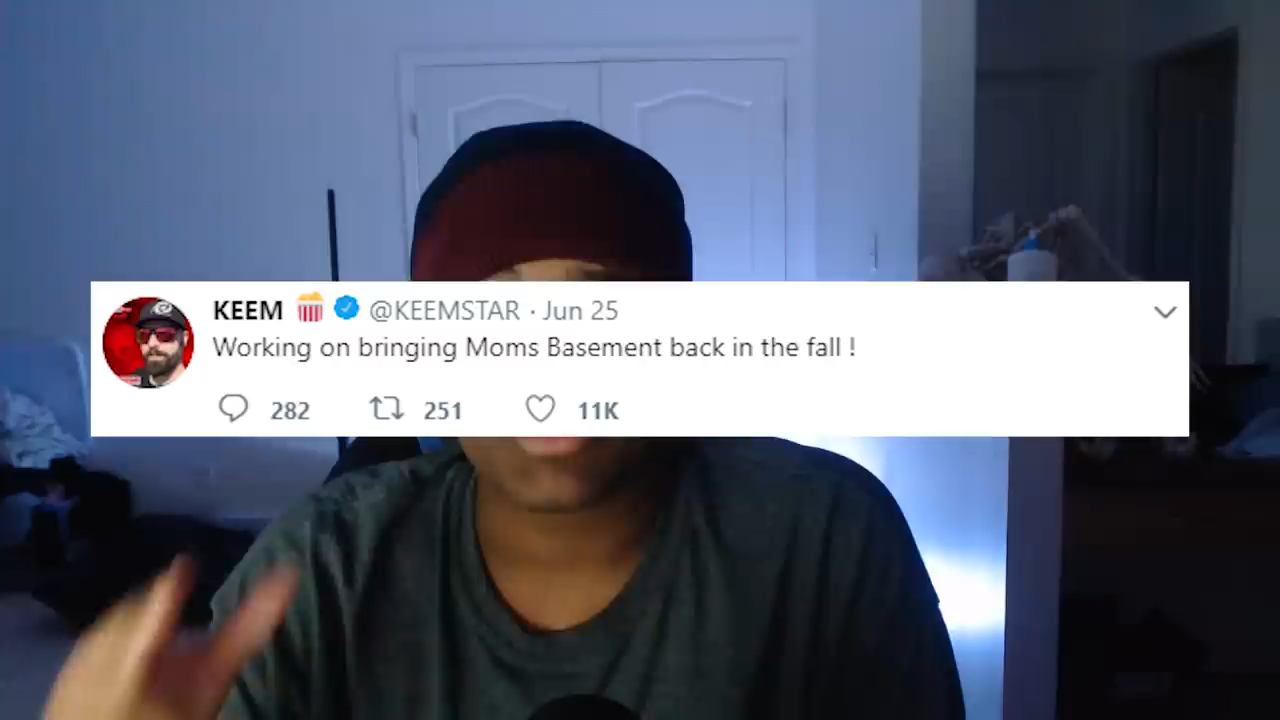 KEEM 🍿 @KEEMSTAR · Jun 25
Working on bringing Moms Basement back in the fall !
282 251 11K